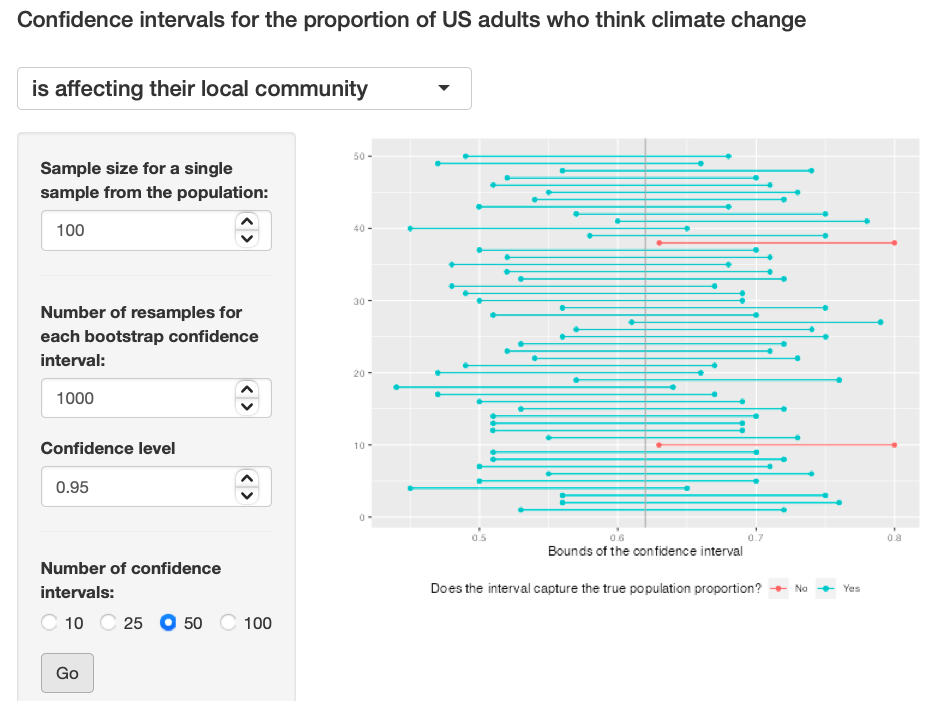 Confidence intervals for the proportion of US adults who think climate change
is affecting their local community
Sample size for a single
sample from the population:
100
Number of resamples for
each bootstrap confidence
interval:
1000
Confidence level
0.95
Number of confidence
intervals:
10 25 50 100
Go
50
40
30
20
10
0
0.5 0.6 0.7 0.8
Bounds of the confidence interval
Does the interval capture the true population proportion? No Yes